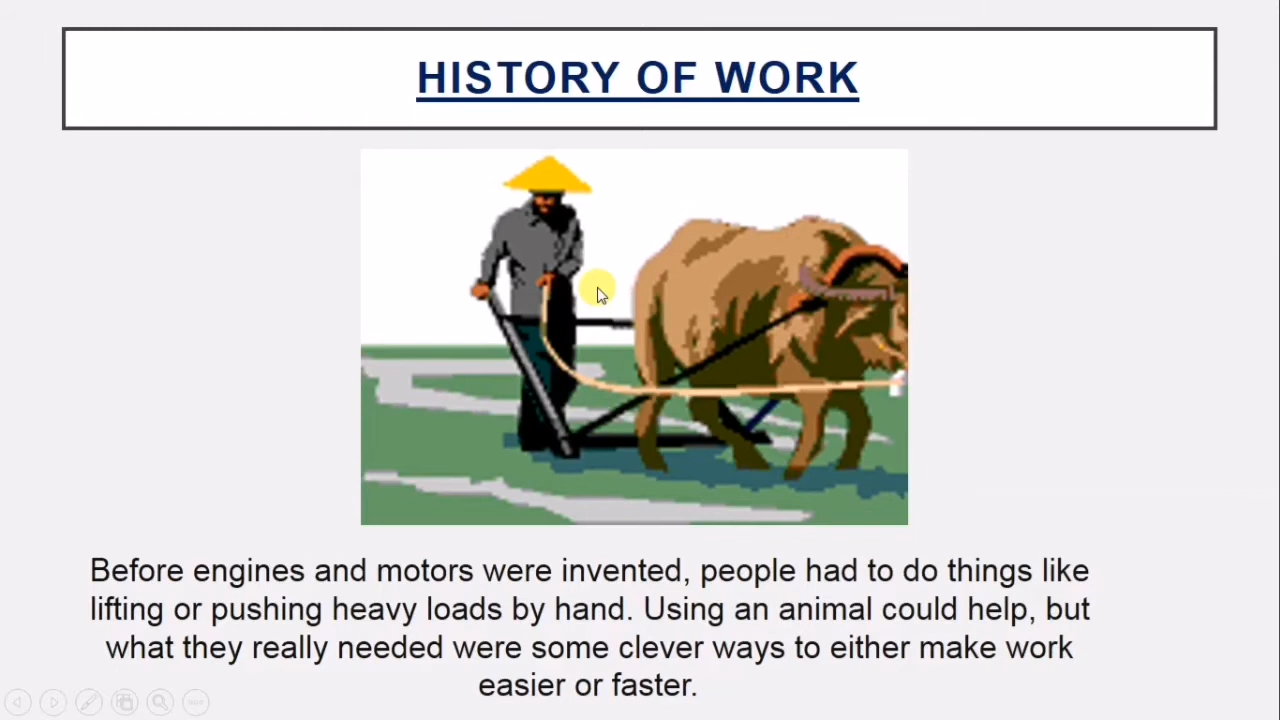 HISTORY OF WORK
Before engines and motors were invented, people had to do things like
lifting or pushing heavy loads by hand. Using an animal could help, but
what they really needed were some clever ways to either make work
easier or faster.